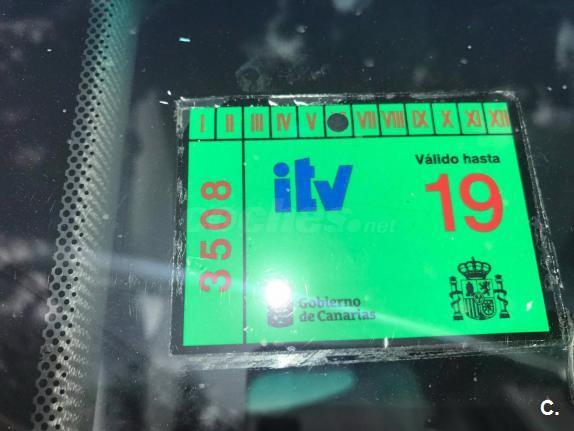 I II III IV V VII VIII IX X XI XII
itv
Válido hasta
19
3508
coches.net
Gobierno
de Canarias
C.